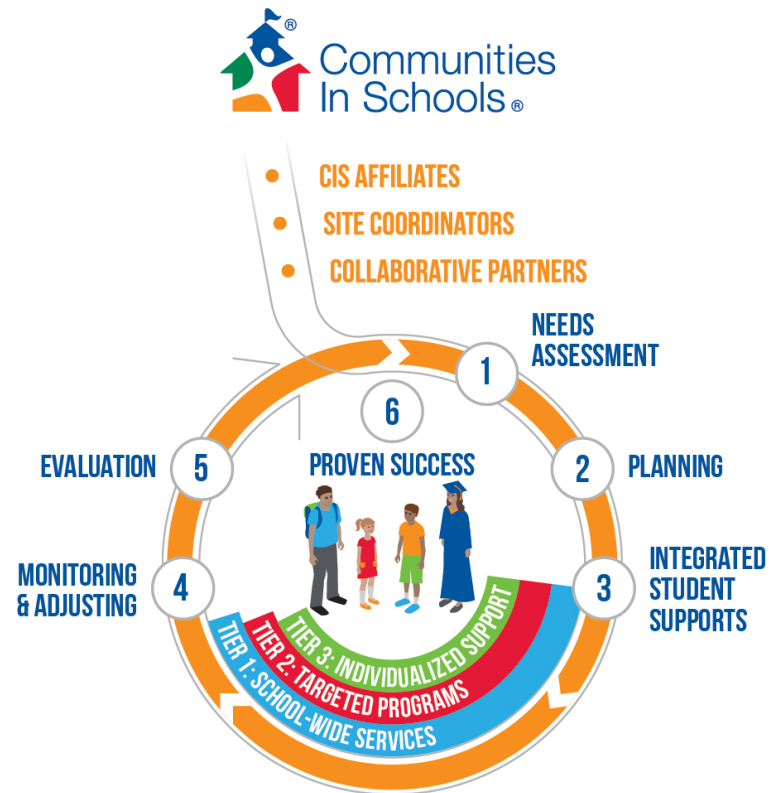 ®
Communities
In Schools®
CIS AFFILIATES
SITE COORDINATORS
COLLABORATIVE PARTNERS
1
NEEDS
ASSESSMENT
6
PROVEN SUCCESS
EVALUATION
5
2
PLANNING
MONITORING
& ADJUSTING
4
3
INTEGRATED
STUDENT
SUPPORTS
TIER 3: INDIVIDUALIZED SUPPORT
TIER 2: TARGETED PROGRAMS
TIER 1: SCHOOL-WIDE SERVICES